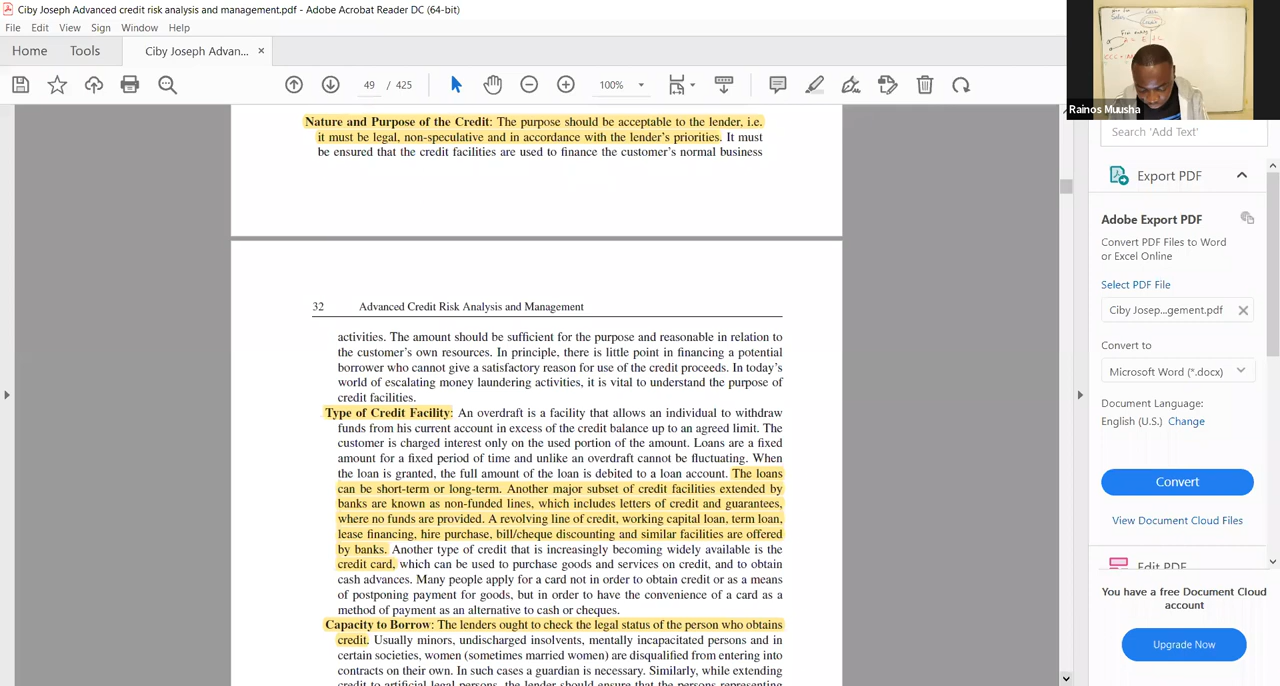 Ciby Joseph Advanced credit risk analysis and management.pdf - Adobe Acrobat Reader DC (64-bit)
File Edit View Sign Window Help
Home Tools Ciby Joseph Advan... ×
49 / 425 100%
Rainos Muusha
Nature and Purpose of the Credit: The purpose should be acceptable to the lender, i.e.
it must be legal, non-speculative and in accordance with the lender's priorities. It must
be ensured that the credit facilities are used to finance the customer's normal business
32 Advanced Credit Risk Analysis and Management
activities. The amount should be sufficient for the purpose and reasonable in relation to
the customer's own resources. In principle, there is little point in financing a potential
borrower who cannot give a satisfactory reason for use of the credit proceeds. In today's
world of escalating money laundering activities, it is vital to understand the purpose of
credit facilities.
Type of Credit Facility: An overdraft is a facility that allows an individual to withdraw
funds from his current account in excess of the credit balance up to an agreed limit. The
customer is charged interest only on the used portion of the amount. Loans are a fixed
amount for a fixed period of time and unlike an overdraft cannot be fluctuating. When
the loan is granted, the full amount of the loan is debited to a loan account. The loans
can be short-term or long-term. Another major subset of credit facilities extended by
banks are known as non-funded lines, which includes letters of credit and guarantees,
where no funds are provided. A revolving line of credit, working capital loan, term loan,
lease financing, hire purchase, bill/cheque discounting and similar facilities are offered
by banks. Another type of credit that is increasingly becoming widely available is the
credit card, which can be used to purchase goods and services on credit, and to obtain
cash advances. Many people apply for a card not in order to obtain credit or as a means
of postponing payment for goods, but in order to have the convenience of a card as a
method of payment as an alternative to cash or cheques.
Capacity to Borrow: The lenders ought to check the legal status of the person who obtains
credit. Usually minors, undischarged insolvents, mentally incapacitated persons and in
certain societies, women (sometimes married women) are disqualified from entering into
contracts on their own. In such cases a guardian is necessary. Similarly, while extending
credit to artificial legal persons, the lender should ensure that the persons representing
Search 'Add Text'
Export PDF
Adobe Export PDF
Convert PDF Files to Word
or Excel Online
Select PDF File
Ciby Josep...gement.pdf
Convert to
Microsoft Word (*.docx)
Document Language:
English (U.S.) Change
Convert
View Document Cloud Files
Edit PDF
You have a free Document Cloud
account
Upgrade Now